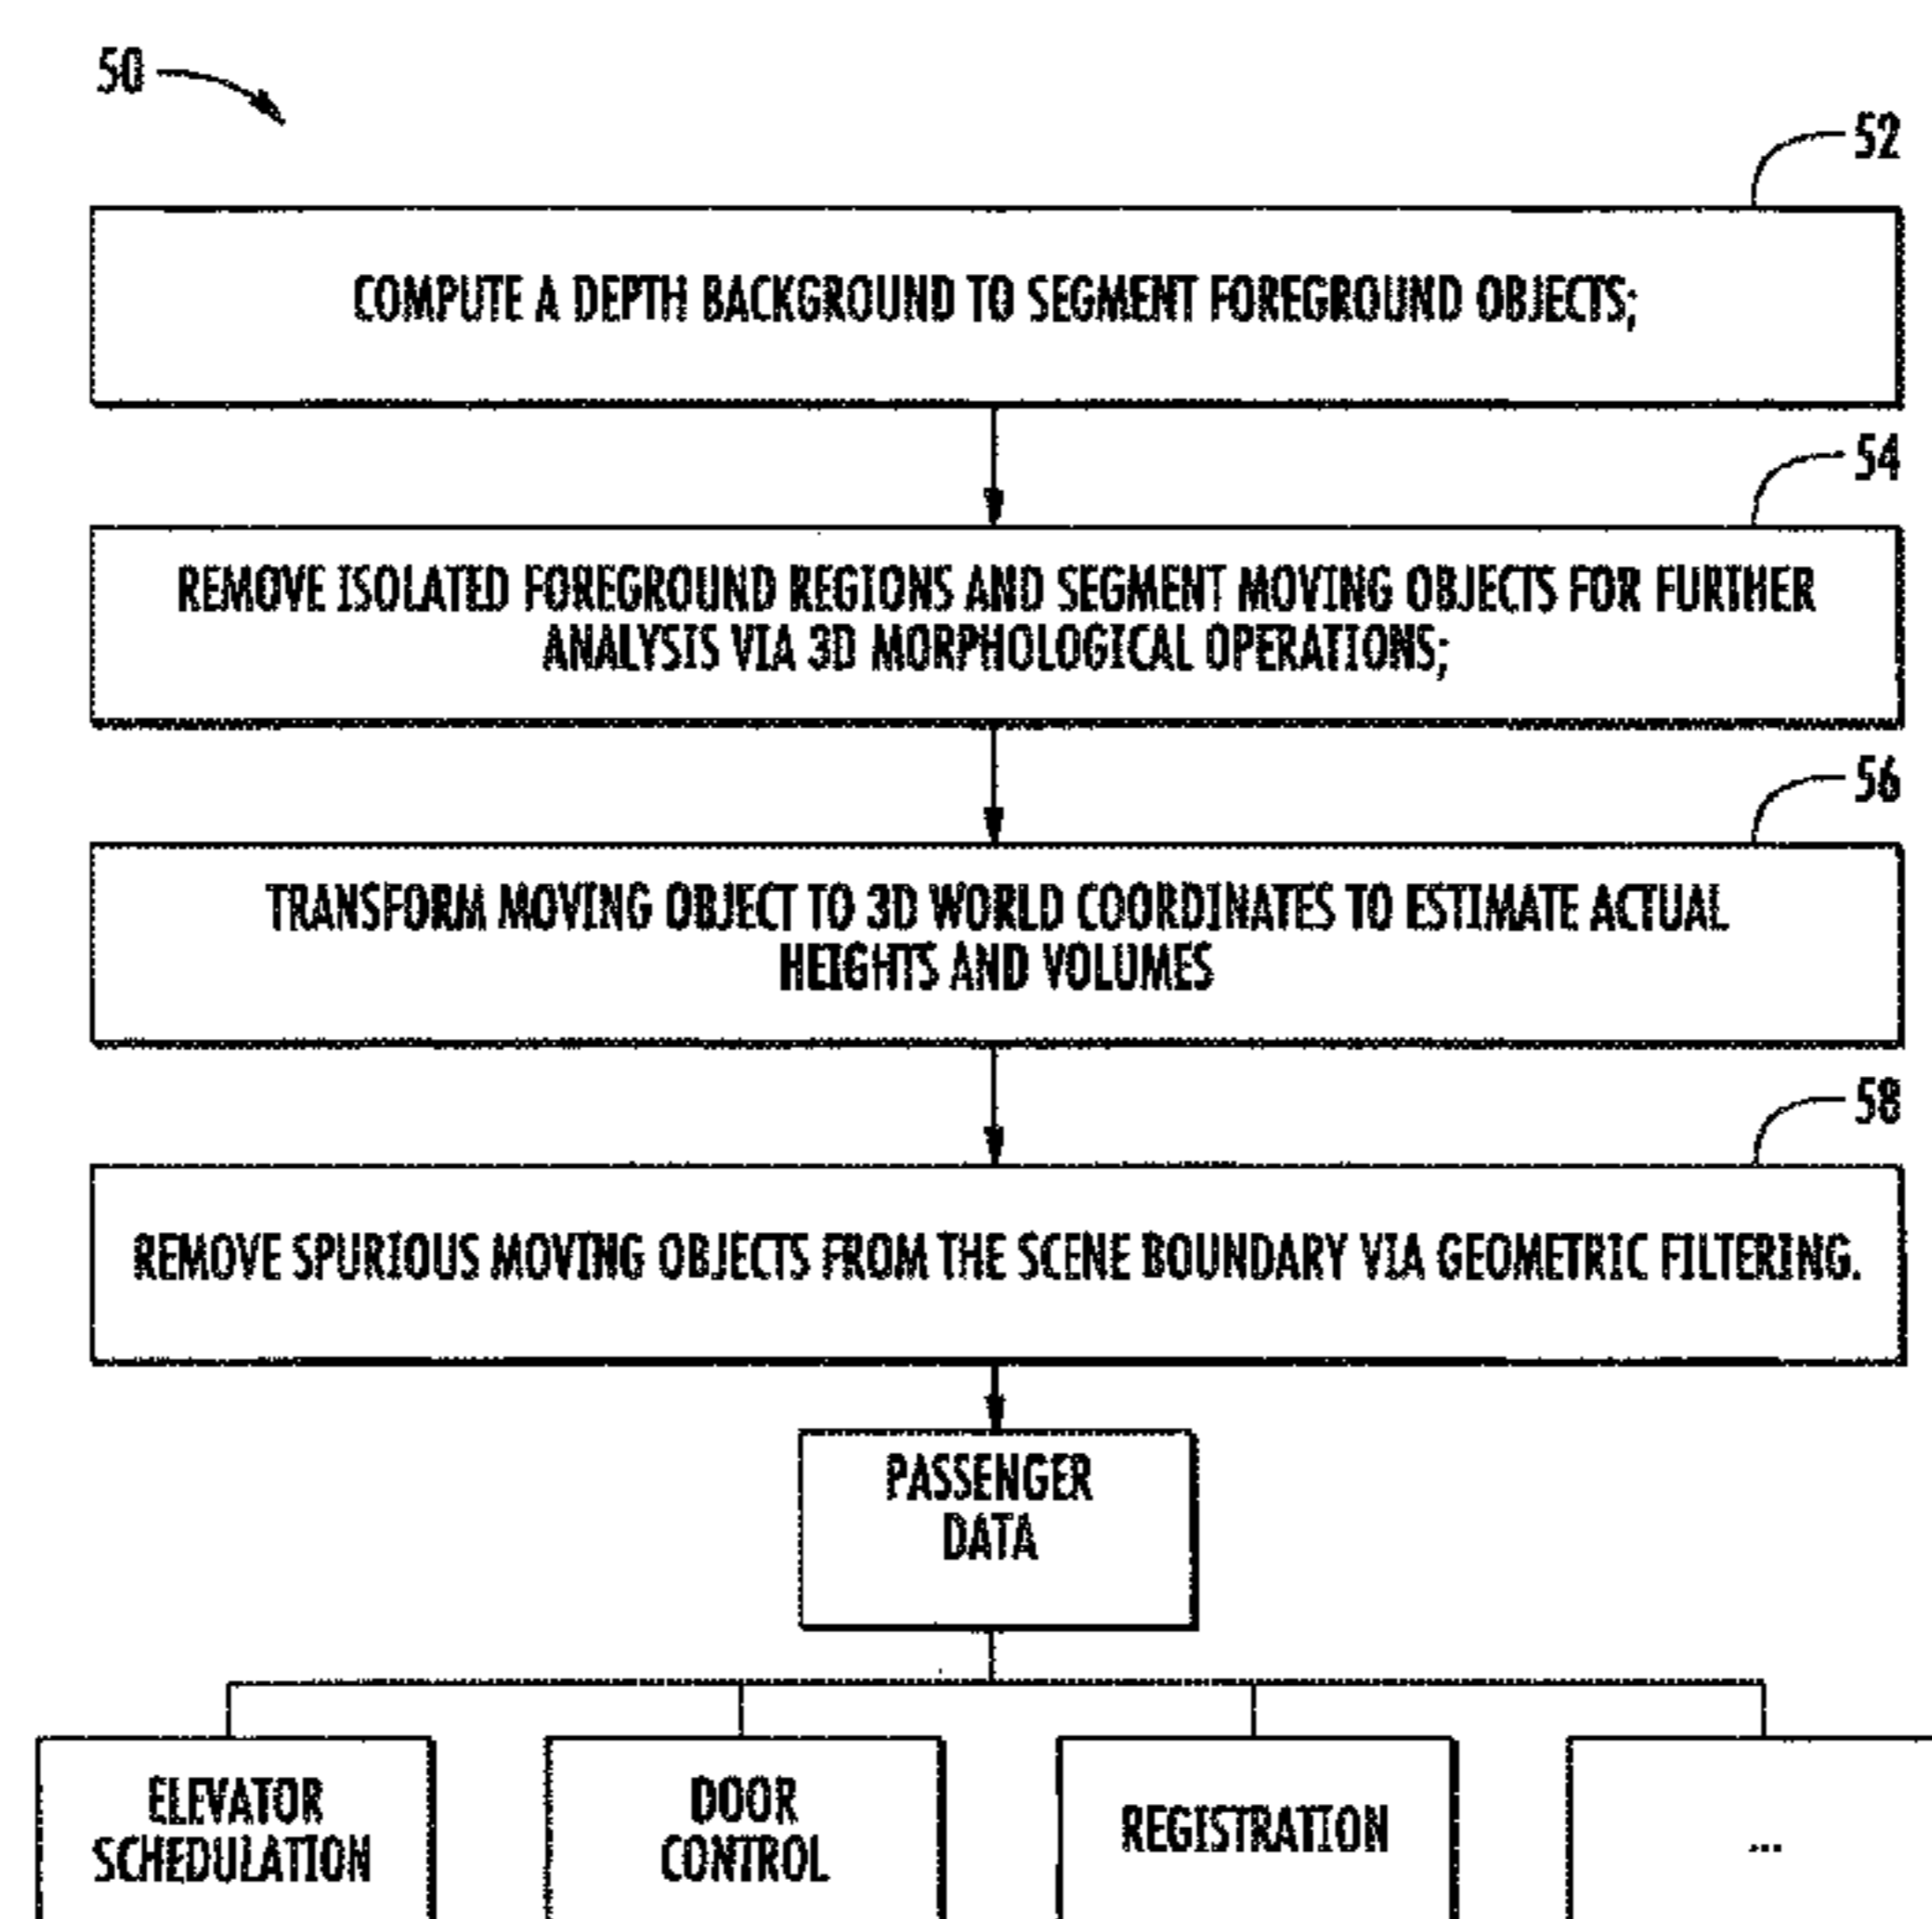 50
52
COMPUTE A DEPTH BACKGROUND TO SEGMENT FOREGROUND OBJECTS;
54
REMOVE ISOLATED FOREGROUND REGIONS AND SEGMENT MOVING OBJECTS FOR FURTHER
ANALYSIS VIA 3D MORPHOLOGICAL OPERATIONS;
56
TRANSFORM MOVING OBJECT TO 3D WORLD COORDINATES TO ESTIMATE ACTUAL
HEIGHTS AND VOLUMES
58
REMOVE SPURIOUS MOVING OBJECTS FROM THE SCENE BOUNDARY VIA GEOMETRIC FILTERING.
PASSENGER
DATA
ELEVATOR
SCHEDULATION
DOOR
CONTROL
REGISTRATION
...